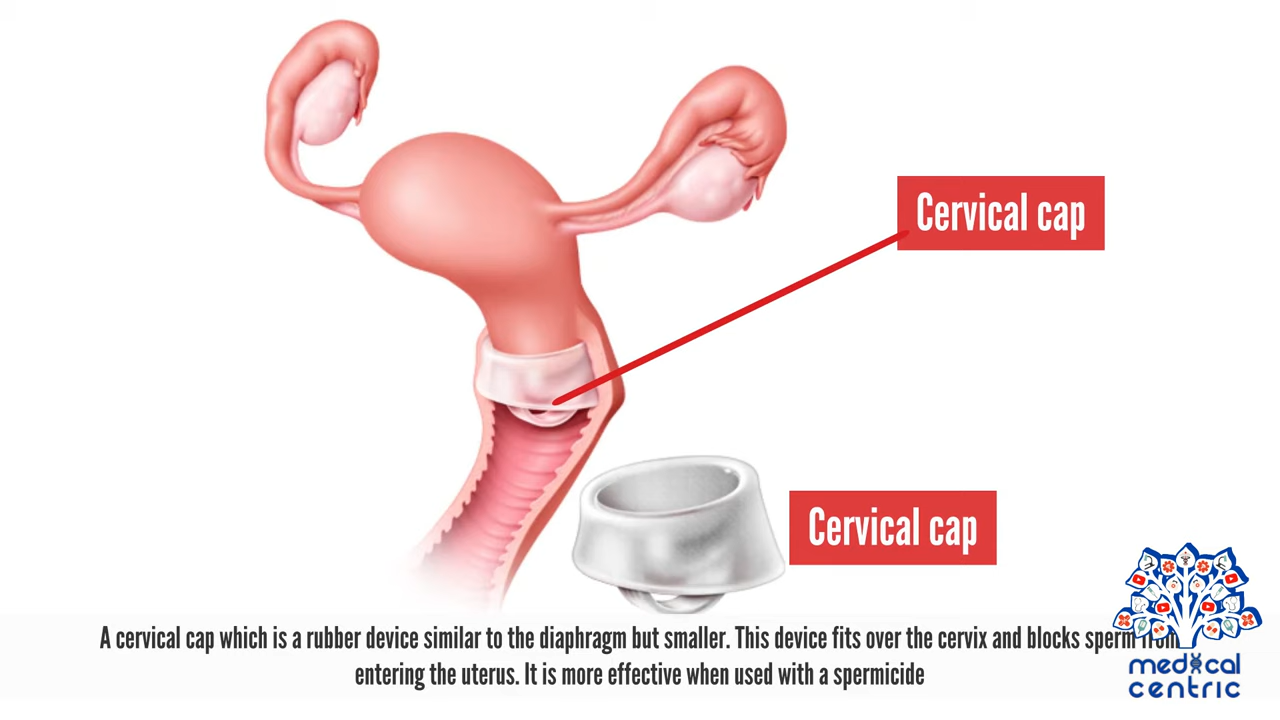 Cervical cap
Cervical cap
A cervical cap which is a rubber device similar to the diaphragm but smaller. This device fits over the cervix and blocks sperm from
entering the uterus. It is more effective when used with a spermicide
medical
centric